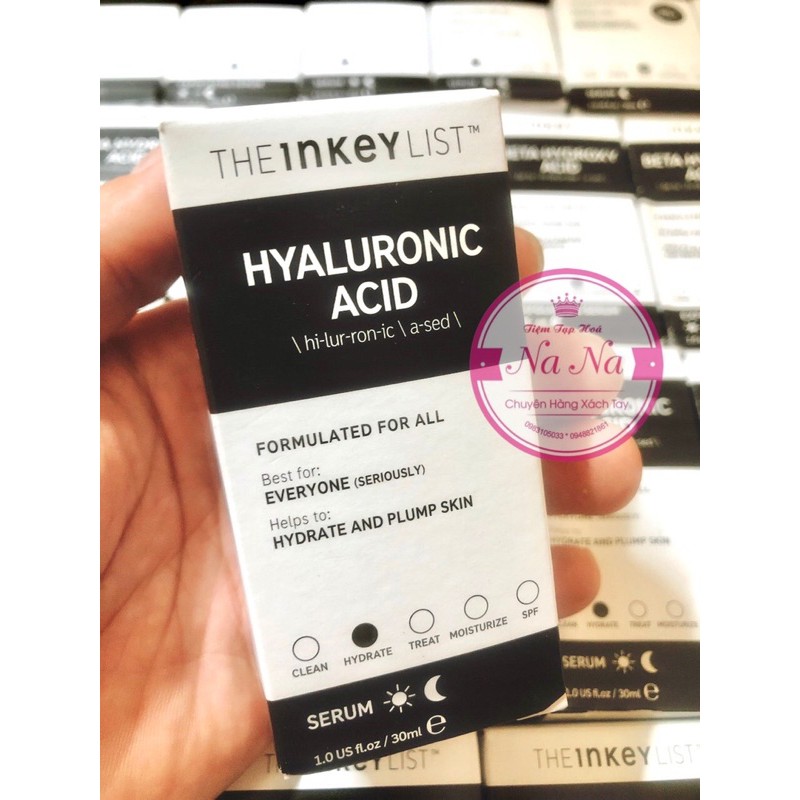 THE INKEY LIST™
HYALURONIC
ACID
\ hi-lur-ron-ic \ a-sed \
FORMULATED FOR ALL
Best for:
EVERYONE (SERIOUSLY)
Helps to:
HYDRATE AND PLUMP SKIN
CLEAN
HYDRATE
TREAT
MOISTURIZE
SPF
SERUM
1.0 US fl.oz / 30ml ℮
Tiệm Tạp Hoá
Na Na
Chuyên Hàng Xách Tay
BETA HYDROXY
ACID
HYDRATE AND PLUMP SKIN
HYDRATE
TREAT
SERUM
1.0 US fl.oz / 30ml ℮
THE INKEY LIST